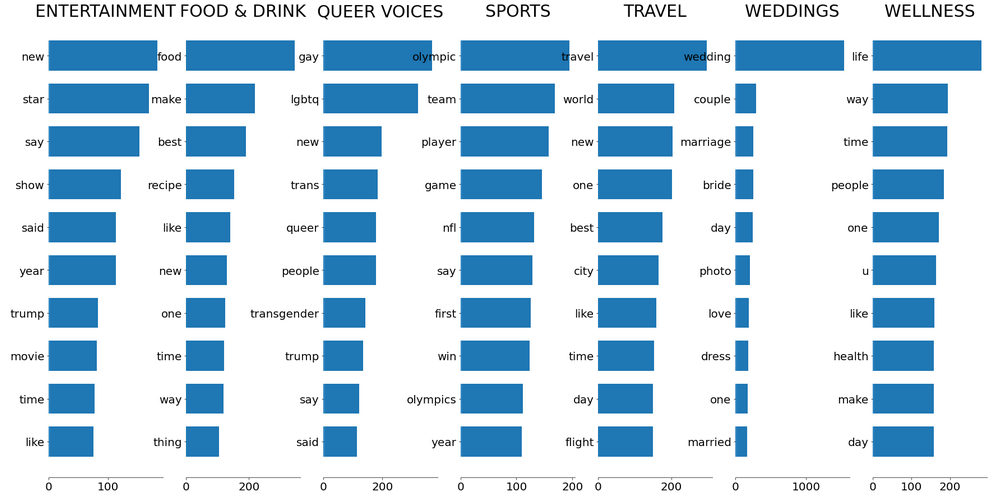 ENTERTAINMENT FOOD & DRINK QUEER VOICES SPORTS TRAVEL WEDDINGS WELLNESS
new food gay olympic travel wedding life
star make lgbtq team world couple way
say best new player new marriage time
show recipe trans game one bride people
said like queer nfl best day one
year new people say city photo u
trump one transgender first like love like
movie time trump win time dress health
time way say olympics day one make
like thing said year flight married day
0 100 0 200 0 200 0 100 200 0 200 0 1000 0 100 200